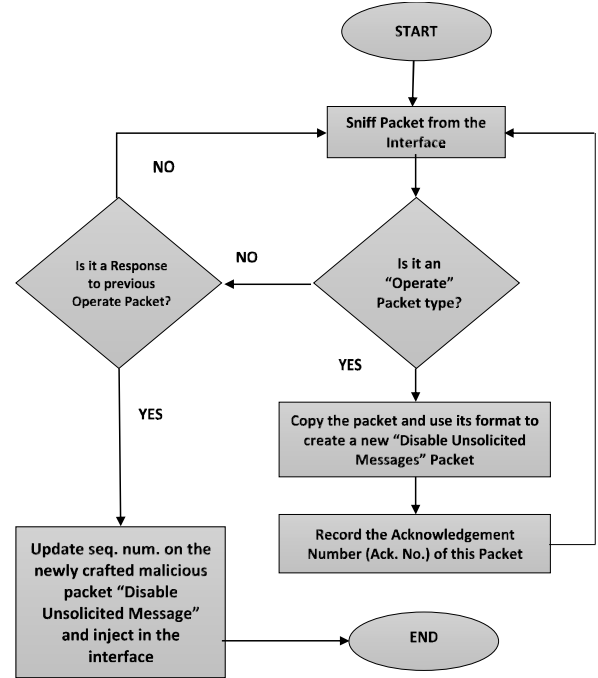 START
Sniff Packet from the
Interface
NO
Is it a Response
to previous
Operate Packet?
NO
Is it an
“Operate”
Packet type?
YES
YES
Copy the packet and use its format to
create a new “Disable Unsolicited
Messages” Packet
Record the Acknowledgement
Number (Ack. No.) of this Packet
Update seq. num. on the
newly crafted malicious
packet “Disable
Unsolicited Message”
and inject in the
interface
END